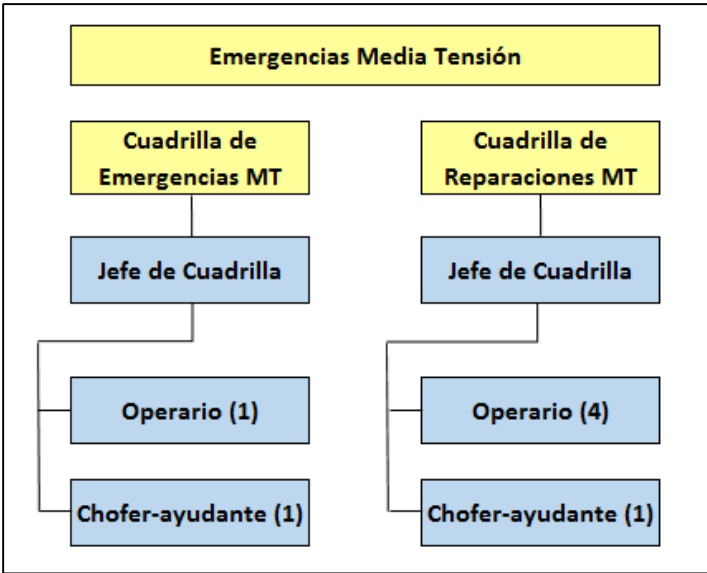 Emergencias Media Tensión
Cuadrilla de
Emergencias MT
Jefe de Cuadrilla
Operario (1)
Chofer-ayudante (1)
Cuadrilla de
Reparaciones MT
Jefe de Cuadrilla
Operario (4)
Chofer-ayudante (1)